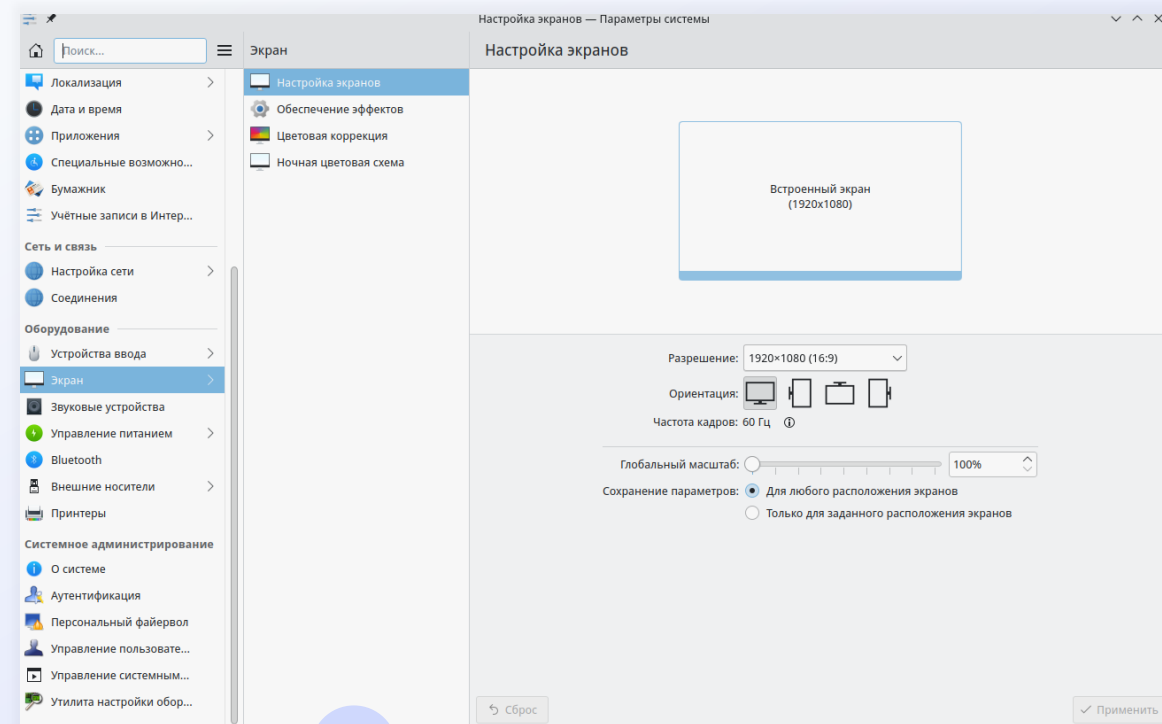 Настройка экранов — Параметры системы
Поиск...
Экран
Настройка экранов
Локализация
Дата и время
Приложения
Специальные возможно...
Бумажник
Учётные записи в Интер...
Сеть и связь
Настройка сети
Соединения
Оборудование
Устройства ввода
Экран
Звуковые устройства
Управление питанием
Bluetooth
Внешние носители
Принтеры
Системное администрирование
О системе
Аутентификация
Персональный файервол
Управление пользовате...
Управление системным...
Утилита настройки обор...
Настройка экранов
Обеспечение эффектов
Цветовая коррекция
Ночная цветовая схема
Встроенный экран
(1920x1080)
Разрешение: 1920×1080 (16:9)
Ориентация:
Частота кадров: 60 Гц
Глобальный масштаб: 100%
Сохранение параметров: Для любого расположения экранов
Только для заданного расположения экранов
Сброс
Применить